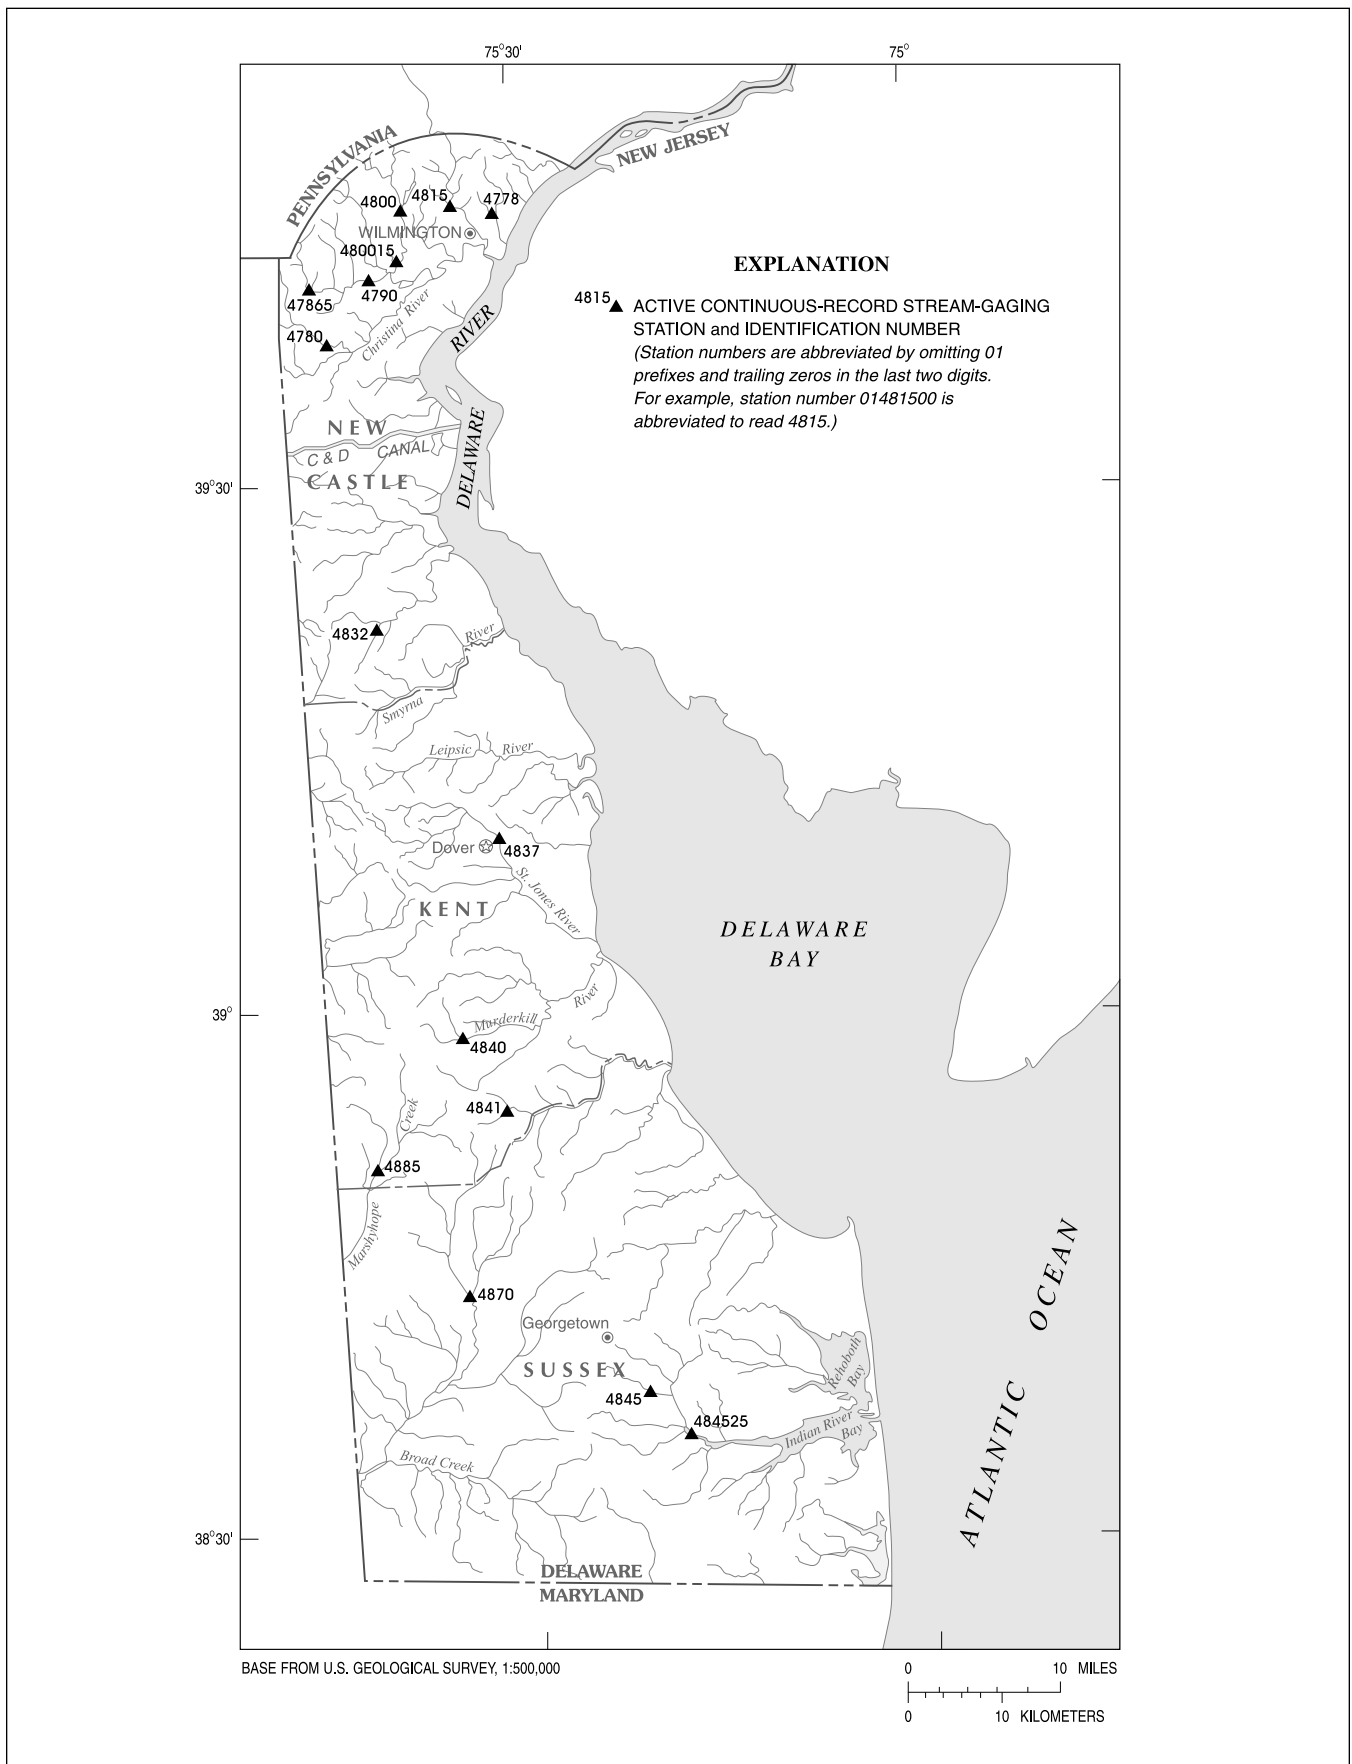 75°30'
75°
PENNSYLVANIA
NEW JERSEY
4800
4815
4778
WILMINGTON
480015
4790
47865
4780
Christina River
RIVER
DELAWARE
EXPLANATION
4815 ACTIVE CONTINUOUS-RECORD STREAM-GAGING
STATION and IDENTIFICATION NUMBER
(Station numbers are abbreviated by omitting 01
prefixes and trailing zeros in the last two digits.
For example, station number 01481500 is
abbreviated to read 4815.)
NEW
C & D CANAL
CASTLE
39°30'
4832
River
Smyrna
Leipsic River
Dover
4837
St. Jones River
KENT
DELAWARE
BAY
39°
River
Murderkill
4840
4841
Creek
4885
Marshyhope
4870
Georgetown
SUSSEX
4845
484525
Rehoboth
Bay
Indian River
Bay
Broad Creek
ATLANTIC OCEAN
38°30'
DELAWARE
MARYLAND
BASE FROM U.S. GEOLOGICAL SURVEY, 1:500,000
0 10 MILES
0 10 KILOMETERS